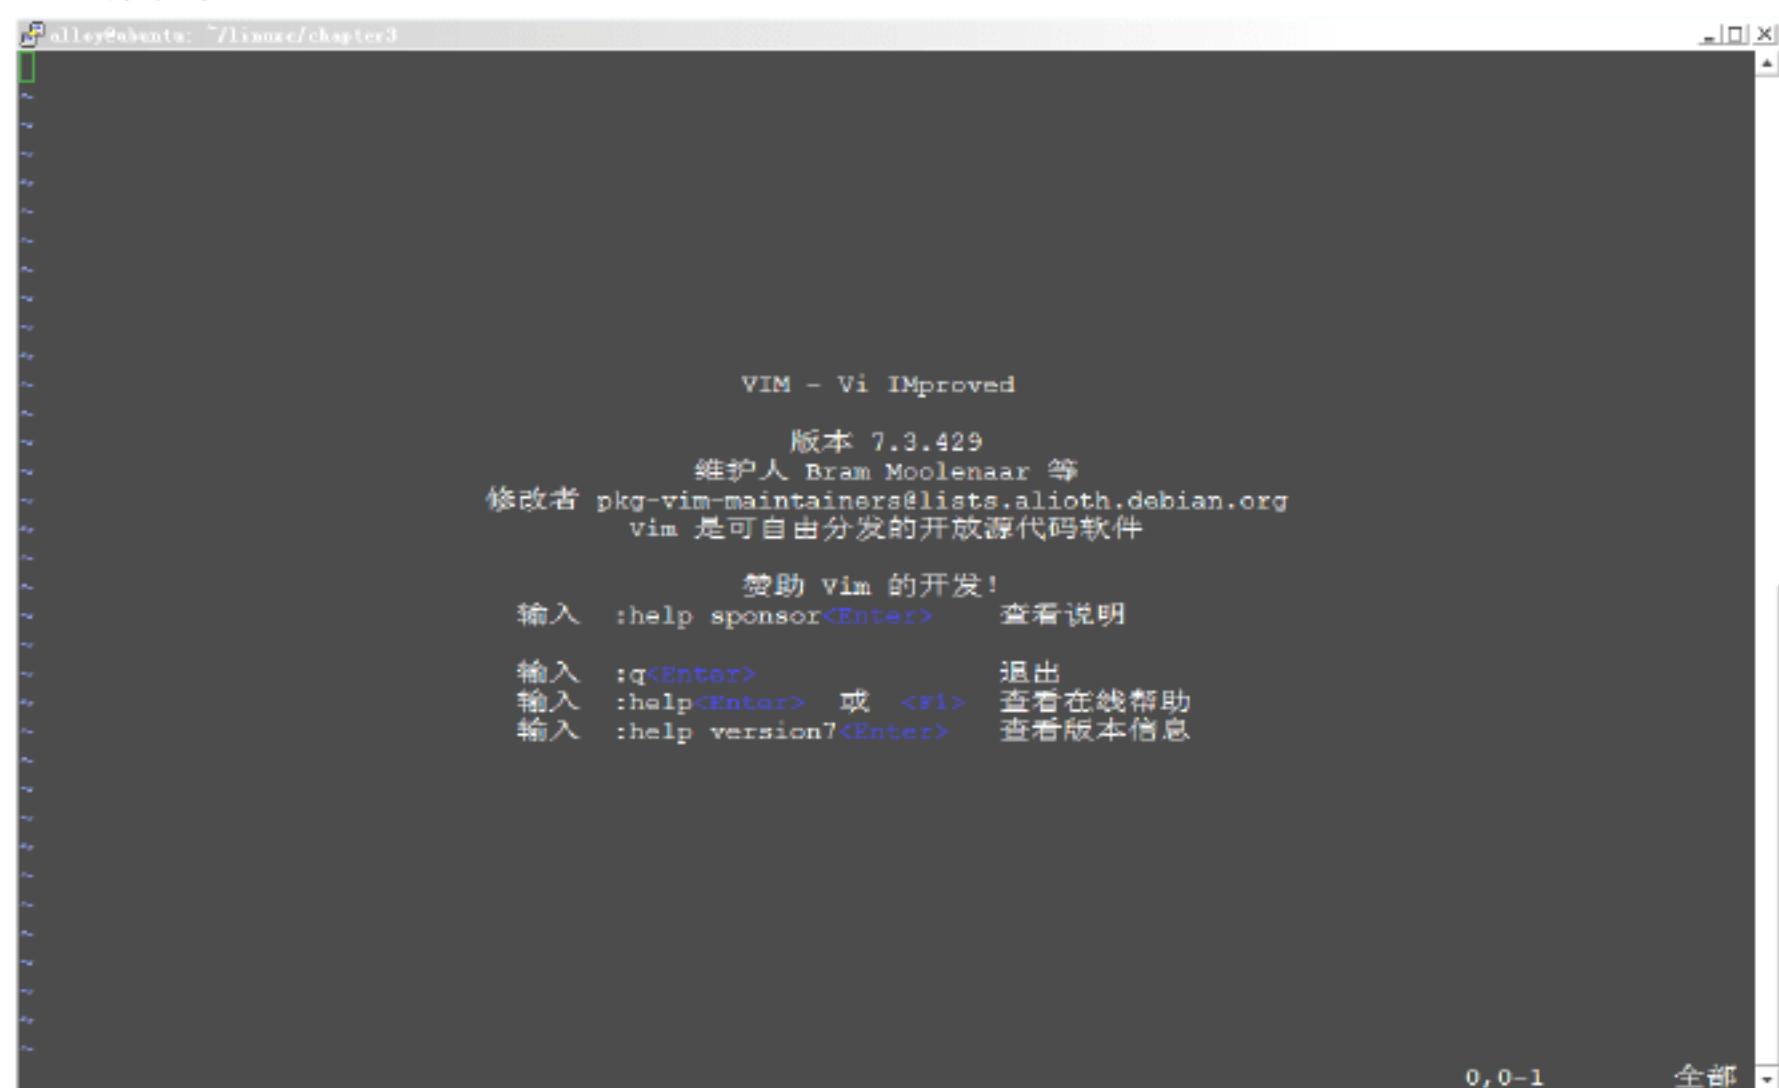 alloy@ubuntu: ~/linuxc/chapter3
~
~
~
~
~
~
~
~
~
~
~ VIM - Vi IMproved
~
~ 版本 7.3.429
~ 维护人 Bram Moolenaar 等
~ 修改者 pkg-vim-maintainers@lists.alioth.debian.org
~ Vim 是可自由分发的开放源代码软件
~
~ 赞助 Vim 的开发!
~ 输入 :help sponsor<Enter> 查看说明
~
~ 输入 :q<Enter> 退出
~ 输入 :help<Enter> 或 <F1> 查看在线帮助
~ 输入 :help version7<Enter> 查看版本信息
~
~
~
~
~
~
~
~
~
~
~
0,0-1 全部